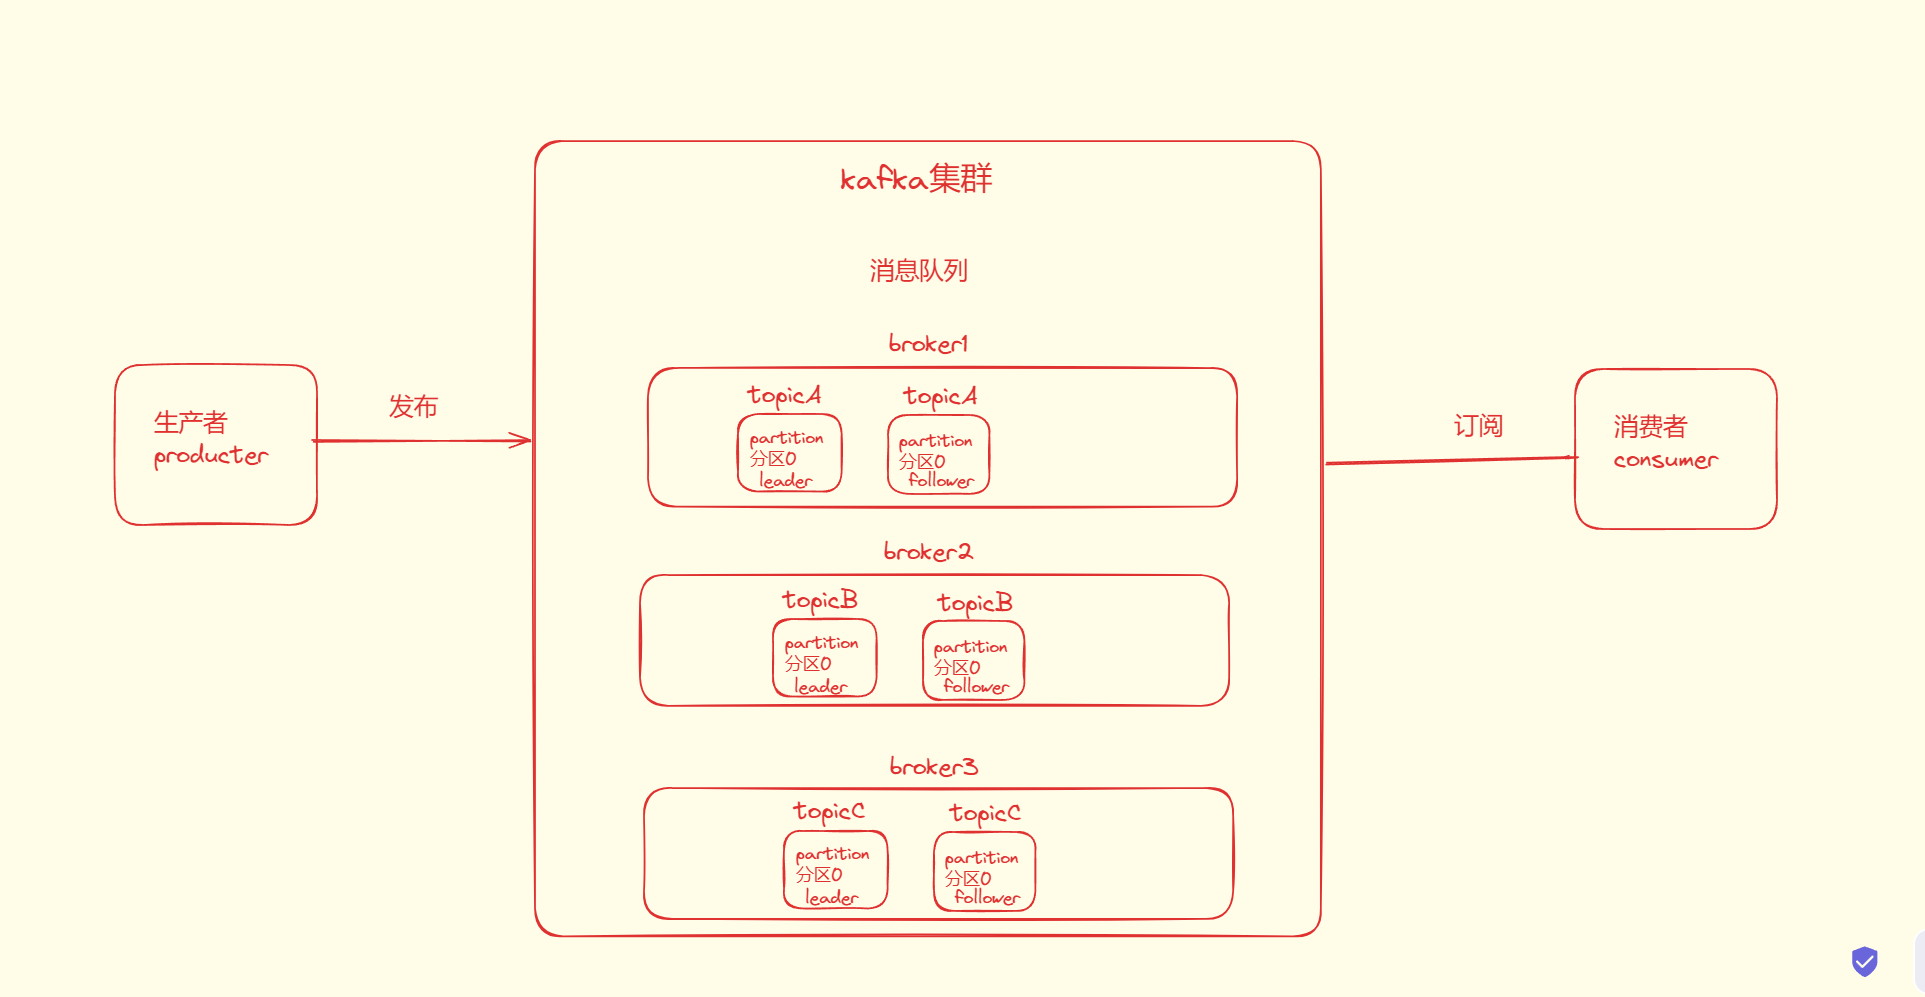 kafka集群
消息队列
生产者
producter
发布
broker1
topicA
partition
分区0
leader
topicA
partition
分区0
follower
broker2
topicB
partition
分区0
leader
topicB
partition
分区0
follower
broker3
topicC
partition
分区0
leader
topicC
partition
分区0
follower
订阅
消费者
consumer